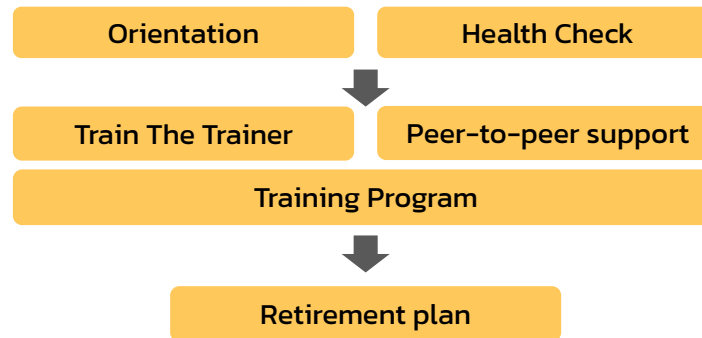 Orientation
Health Check
Train The Trainer
Peer-to-peer support
Training Program
Retirement plan